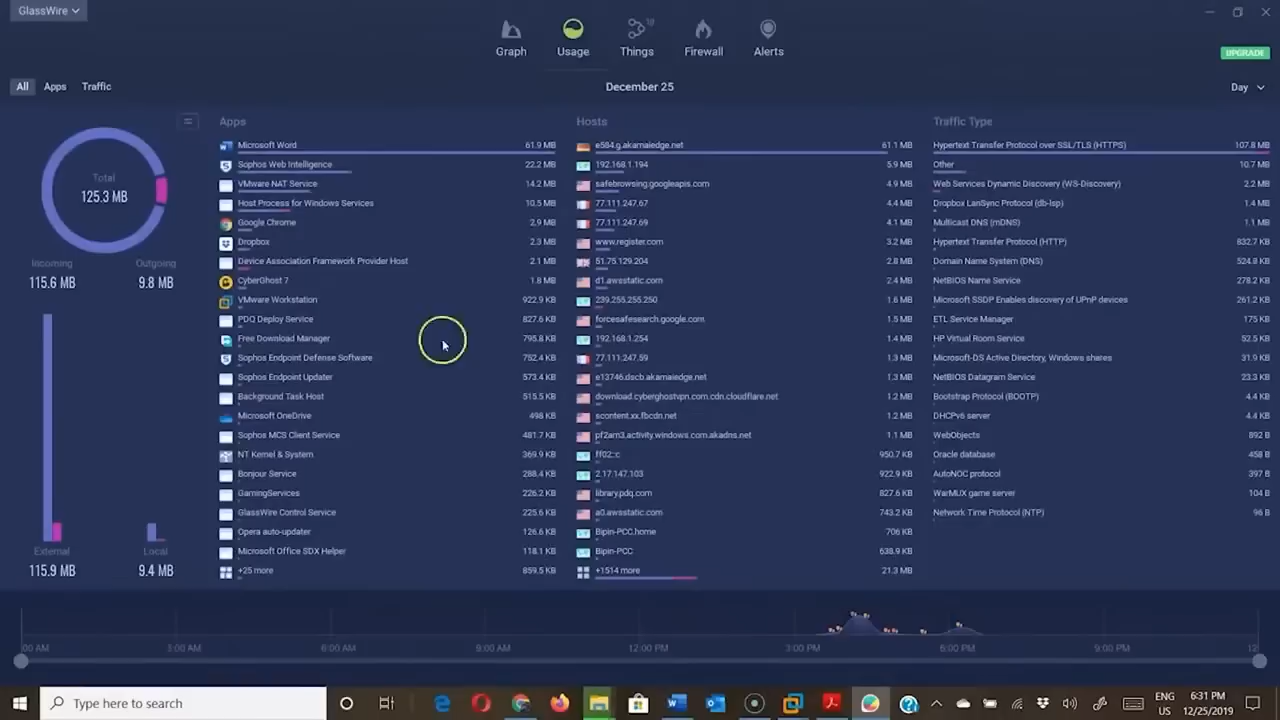 GlassWire
Graph
Usage
Things
Firewall
Alerts
UPGRADE
All Apps Traffic
December 25
Day
Total
125.3 MB
Incoming
115.6 MB
Outgoing
9.8 MB
External
115.9 MB
Local
9.4 MB
Apps
Microsoft Word 61.9 MB
Sophos Web Intelligence 22.2 MB
VMware NAT Service 14.2 MB
Host Process for Windows Services 10.5 MB
Google Chrome 2.9 MB
Dropbox 2.3 MB
Device Association Framework Provider Host 2.1 MB
CyberGhost 7 1.8 MB
VMware Workstation 922.9 KB
PDQ Deploy Service 827.6 KB
Free Download Manager 795.8 KB
Sophos Endpoint Defense Software 752.4 KB
Sophos Endpoint Updater 573.4 KB
Background Task Host 515.5 KB
Microsoft OneDrive 498 KB
Sophos MCS Client Service 481.7 KB
NT Kernel & System 369.9 KB
Bonjour Service 288.4 KB
GamingServices 226.2 KB
GlassWire Control Service 225.6 KB
Opera auto-updater 126.6 KB
Microsoft Office SDX Helper 118.1 KB
+25 more 859.5 KB
Hosts
e584.g.akamaiedge.net 61.1 MB
192.168.1.194 5.9 MB
safebrowsing.googleapis.com 4.9 MB
77.111.247.67 4.4 MB
77.111.247.69 4.1 MB
www.register.com 3.2 MB
51.75.129.204 2.8 MB
d1.awsstatic.com 2.4 MB
239.255.255.250 1.6 MB
forcesafesearch.google.com 1.5 MB
192.168.1.254 1.4 MB
77.111.247.59 1.3 MB
e13746.dscb.akamaiedge.net 1.3 MB
download.cyberghostvpn.com.cdn.cloudflare.net 1.2 MB
scontent.xx.fbcdn.net 1.2 MB
pf2am3.activity.windows.com.akadns.net 1.1 MB
ff02::c 950.7 KB
2.17.147.103 922.9 KB
library.pdq.com 827.6 KB
a0.awsstatic.com 743.2 KB
Bipin-PCC.home 706 KB
Bipin-PCC 638.9 KB
+1514 more 21.3 MB
Traffic Type
Hypertext Transfer Protocol over SSL/TLS (HTTPS) 107.8 MB
Other 10.7 MB
Web Services Dynamic Discovery (WS-Discovery) 2.2 MB
Dropbox LanSync Protocol (db-lsp) 1.4 MB
Multicast DNS (mDNS) 1.1 MB
Hypertext Transfer Protocol (HTTP) 832.7 KB
Domain Name System (DNS) 524.8 KB
NetBIOS Name Service 278.2 KB
Microsoft SSDP Enables discovery of UPnP devices 261.2 KB
ETL Service Manager 175 KB
HP Virtual Room Service 52.5 KB
Microsoft-DS Active Directory, Windows shares 31.9 KB
NetBIOS Datagram Service 23.3 KB
Bootstrap Protocol (BOOTP) 4.4 KB
DHCPv6 server 4.4 KB
WebObjects 892 B
Oracle database 458 B
AutoNOC protocol 397 B
WarMUX game server 104 B
Network Time Protocol (NTP) 96 B
00 AM 3:00 AM 6:00 AM 9:00 AM 12:00 PM 3:00 PM 6:00 PM 9:00 PM 12
Type here to search
ENG
US
6:31 PM
12/25/2019